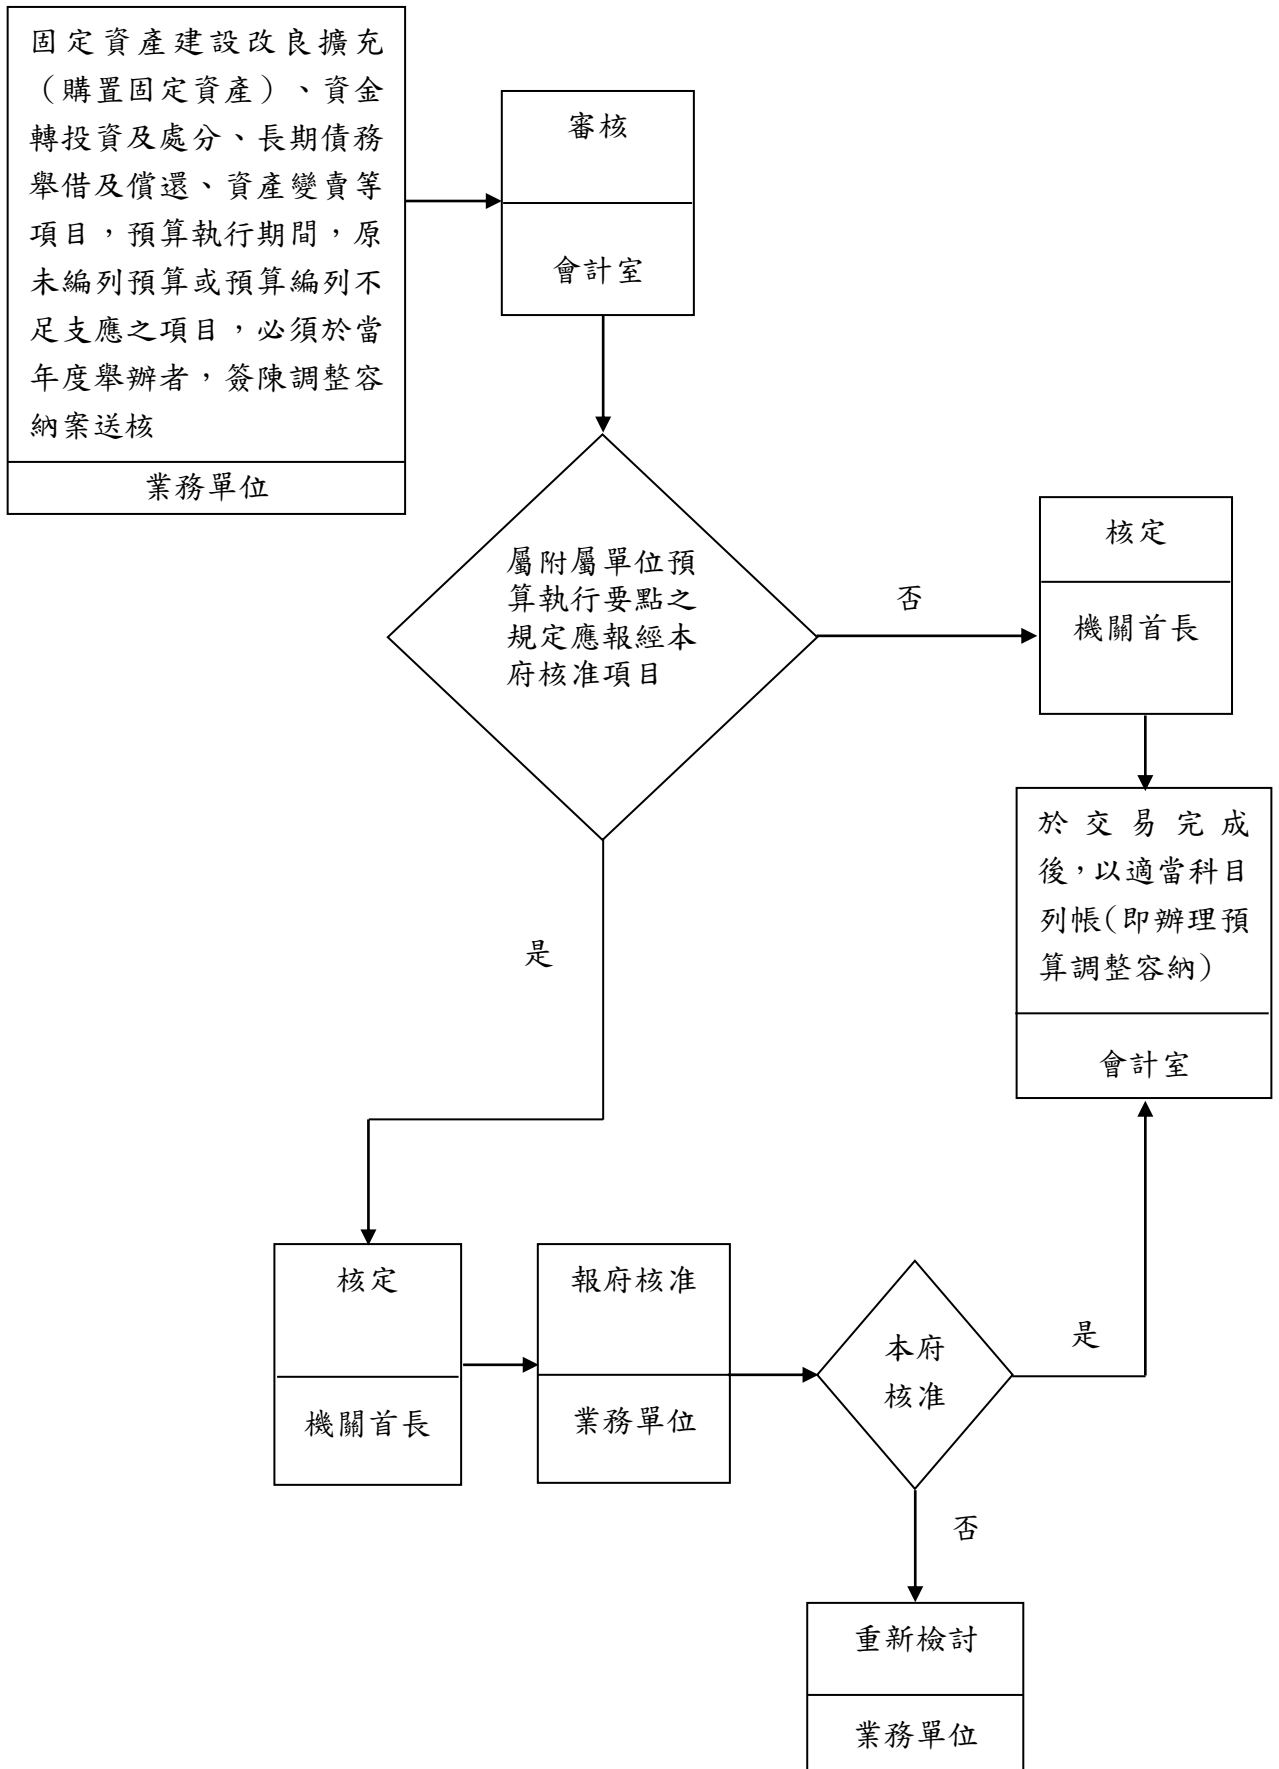 固定資產建設改良擴充
（購置固定資產）、資金
轉投資及處分、長期債務
舉借及償還、資產變賣等
項目，預算執行期間，原
未編列預算或預算編列不
足支應之項目，必須於當
年度舉辦者，簽陳調整容
納案送核
業務單位
審核
會計室
屬附屬單位預
算執行要點之
規定應報經本
府核准項目
否
核定
機關首長
於交易完成
後，以適當科目
列帳(即辦理預
算調整容納)
會計室
是
核定
機關首長
報府核准
業務單位
本府
核准
是
否
重新檢討
業務單位